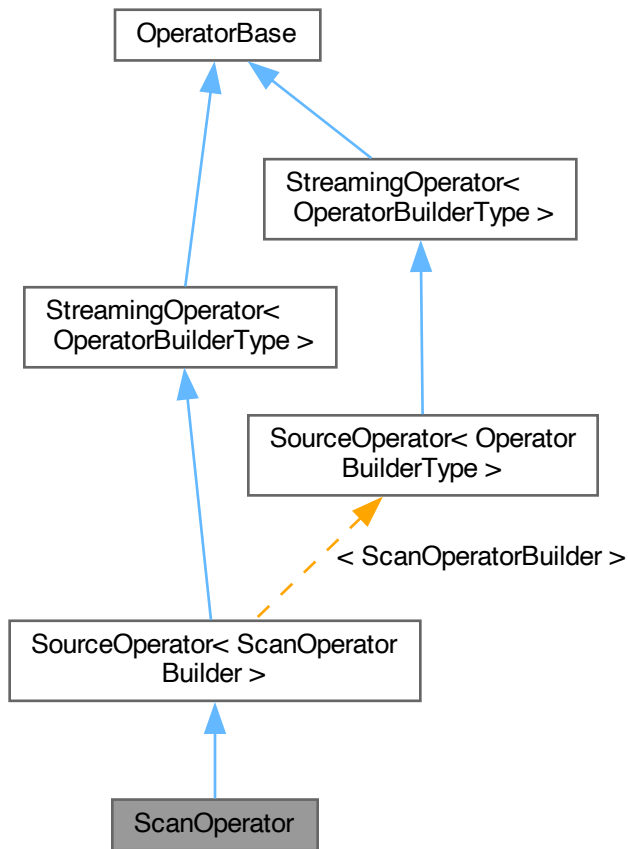 OperatorBase
StreamingOperator<
OperatorBuilderType >
StreamingOperator<
OperatorBuilderType >
SourceOperator< Operator
BuilderType >
< ScanOperatorBuilder >
SourceOperator< ScanOperator
Builder >
ScanOperator